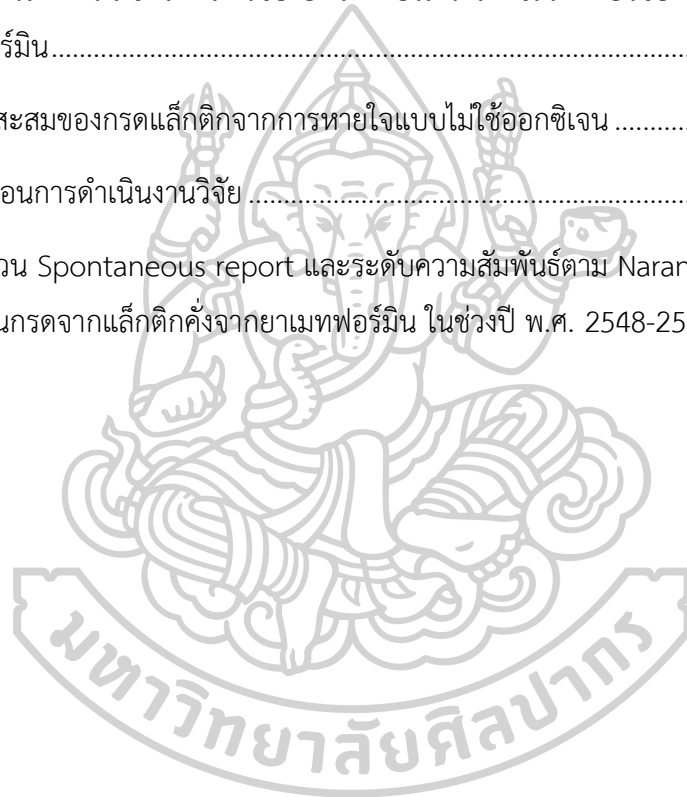 ร์มิน
สะสมของกรดแล็กติกจากการหายใจแบบไม่ใช้ออกซิเจน
อนการดำเนินงานวิจัย
วน Spontaneous report และระดับความสัมพันธ์ตาม Naran
นกรดจากแล็กติกคั่งจากยาเมทฟอร์มิน ในช่วงปี พ.ศ. 2548-25
มหาวิทยาลัยศิลปากร